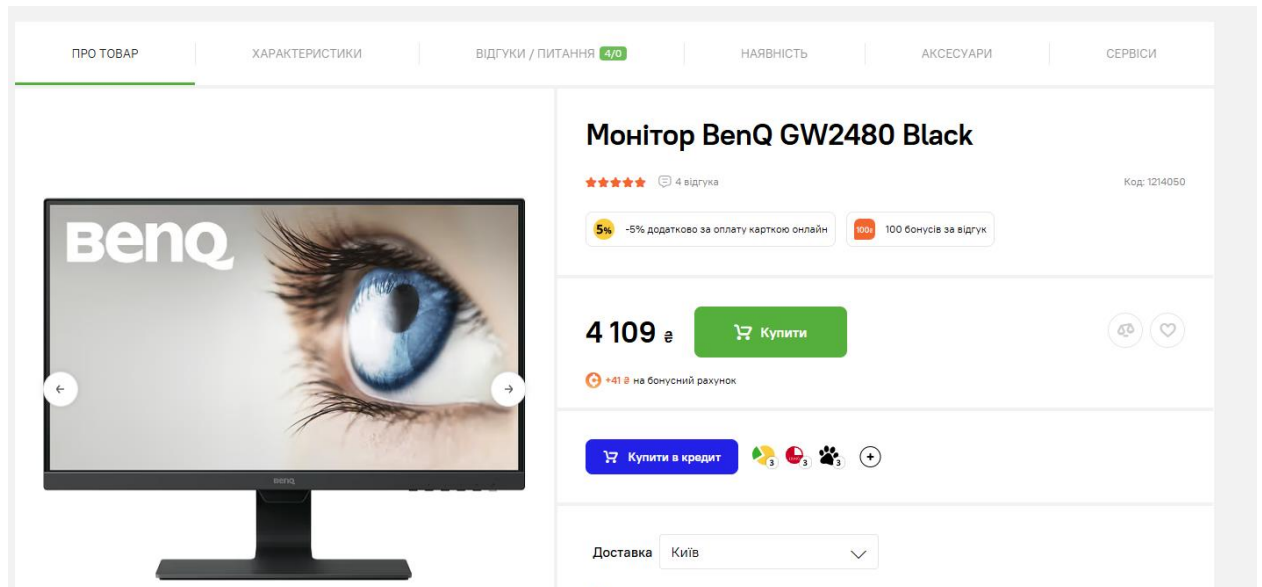 ПРО ТОВАР
ХАРАКТЕРИСТИКИ
ВІДГУКИ / ПИТАННЯ 4/0
НАЯВНІСТЬ
АКСЕСУАРИ
СЕРВІСИ
BenQ
BenQ
Монітор BenQ GW2480 Black
4 відгука
Код: 1214050
5% -5% додатково за оплату карткою онлайн
100₴ 100 бонусів за відгук
4 109 ₴
Купити
+41 ₴ на бонусний рахунок
Купити в кредит
3 3 3
Доставка Київ